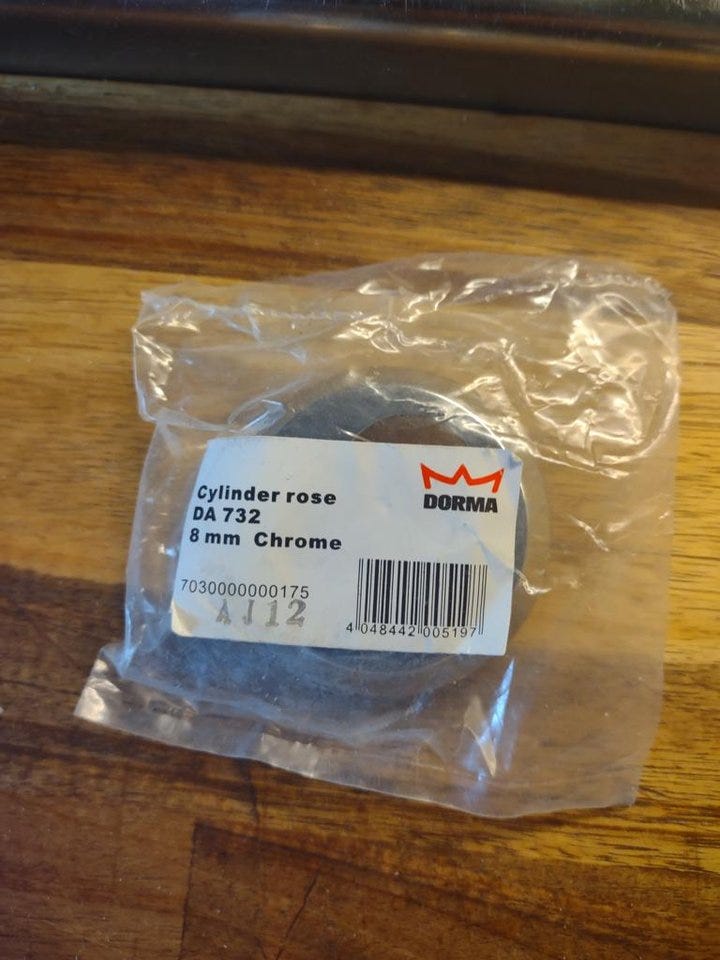 Cylinder rose
DA 732
8 mm Chrome
DORMA
7030000000175
AJ12
4 048442 005197